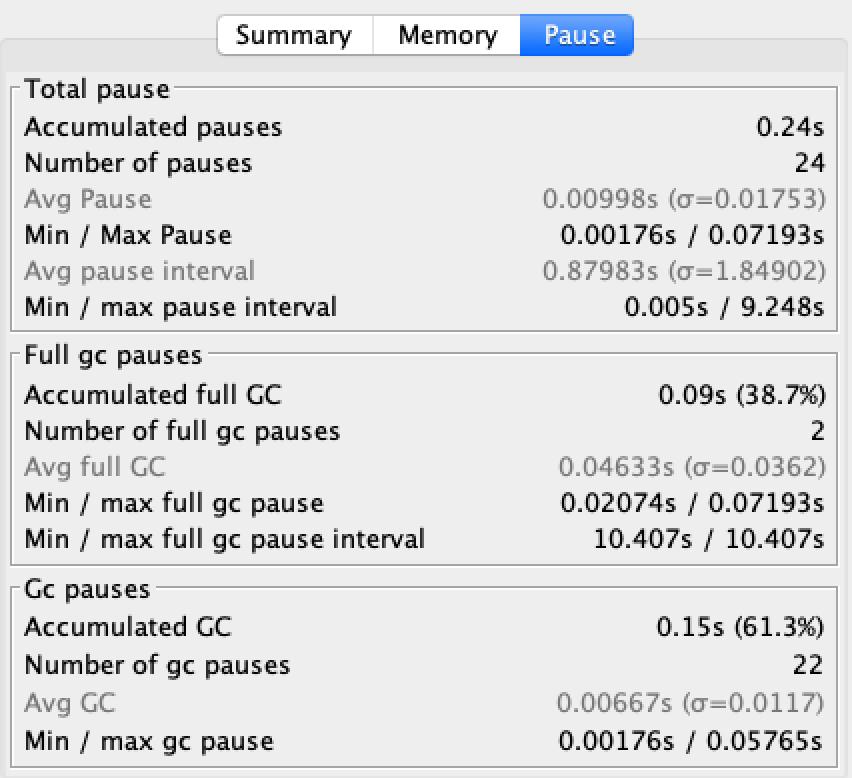 Summary Memory Pause
Total pause
Accumulated pauses 0.24s
Number of pauses 24
Avg Pause 0.00998s (σ=0.01753)
Min / Max Pause 0.00176s / 0.07193s
Avg pause interval 0.87983s (σ=1.84902)
Min / max pause interval 0.005s / 9.248s
Full gc pauses
Accumulated full GC 0.09s (38.7%)
Number of full gc pauses 2
Avg full GC 0.04633s (σ=0.0362)
Min / max full gc pause 0.02074s / 0.07193s
Min / max full gc pause interval 10.407s / 10.407s
Gc pauses
Accumulated GC 0.15s (61.3%)
Number of gc pauses 22
Avg GC 0.00667s (σ=0.0117)
Min / max gc pause 0.00176s / 0.05765s